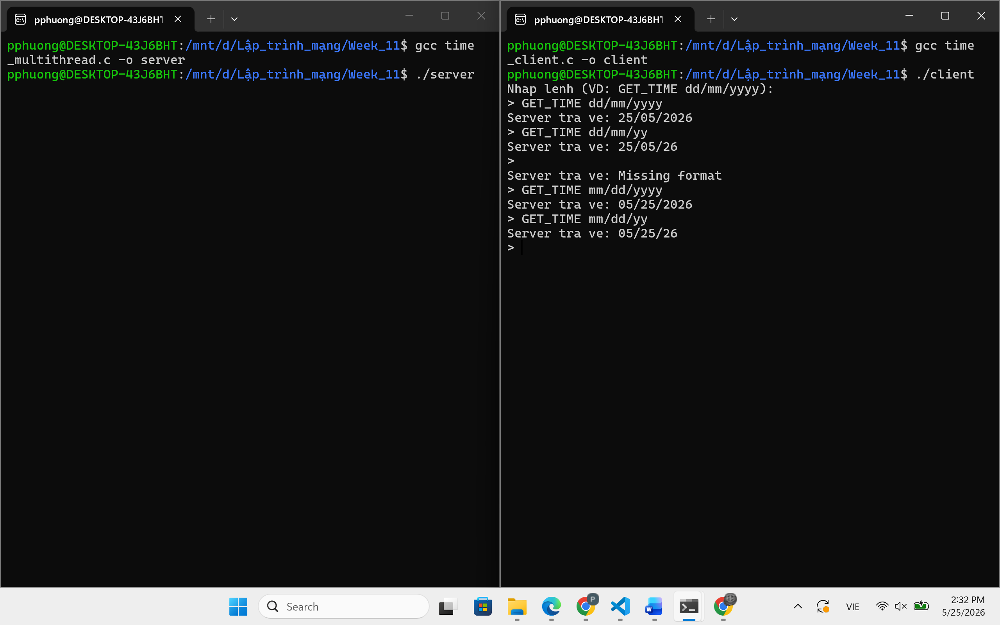 pphuong@DESKTOP-43J6BHT
pphuong@DESKTOP-43J6BHT:/mnt/d/Lập_trình_mạng/Week_11$ gcc time
_multithread.c -o server
pphuong@DESKTOP-43J6BHT:/mnt/d/Lập_trình_mạng/Week_11$ ./server
pphuong@DESKTOP-43J6BHT
pphuong@DESKTOP-43J6BHT:/mnt/d/Lập_trình_mạng/Week_11$ gcc time
_client.c -o client
pphuong@DESKTOP-43J6BHT:/mnt/d/Lập_trình_mạng/Week_11$ ./client
Nhap lenh (VD: GET_TIME dd/mm/yyyy):
> GET_TIME dd/mm/yyyy
Server tra ve: 25/05/2026
> GET_TIME dd/mm/yy
Server tra ve: 25/05/26
>
Server tra ve: Missing format
> GET_TIME mm/dd/yyyy
Server tra ve: 05/25/2026
> GET_TIME mm/dd/yy
Server tra ve: 05/25/26
>
Search
VIE
2:32 PM
5/25/2026